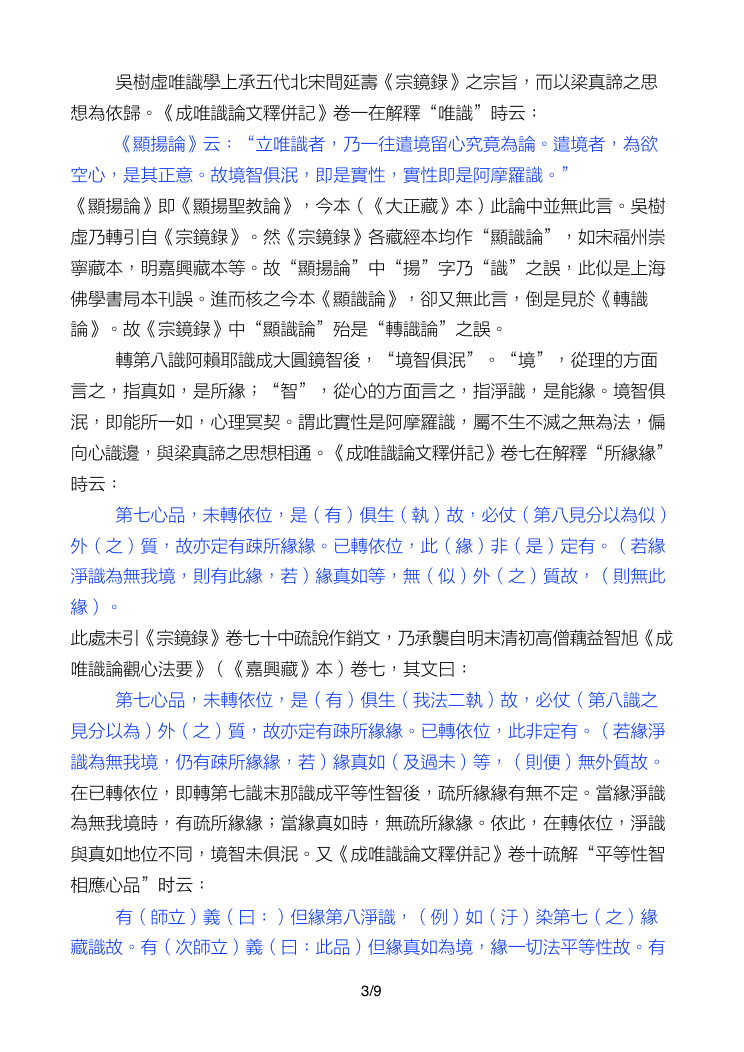 吳樹虛唯識學上承五代北宋間延壽《宗鏡錄》之宗旨，而以梁真諦之思
想為依歸。《成唯識論文釋併記》卷一在解釋“唯識”時云：
《顯揚論》云：“立唯識者，乃一往遣境留心究竟為論。遣境者，為欲
空心，是其正意。故境智俱泯，即是實性，實性即是阿摩羅識。”
《顯揚論》即《顯揚聖教論》，今本（《大正藏》本）此論中並無此言。吳樹
虛乃轉引自《宗鏡錄》。然《宗鏡錄》各藏經本均作“顯識論”，如宋福州崇
寧藏本，明嘉興藏本等。故“顯揚論”中“揚”字乃“識”之誤，此似是上海
佛學書局本刊誤。進而核之今本《顯識論》，卻又無此言，倒是見於《轉識
論》。故《宗鏡錄》中“顯識論”殆是“轉識論”之誤。
轉第八識阿賴耶識成大圓鏡智後，“境智俱泯”。“境”，從理的方面
言之，指真如，是所緣；“智”，從心的方面言之，指淨識，是能緣。境智俱
泯，即能所一如，心理冥契。謂此實性是阿摩羅識，屬不生不滅之無為法，偏
向心識邊，與梁真諦之思想相通。《成唯識論文釋併記》卷七在解釋“所緣緣”
時云：
第七心品，未轉依位，是（有）俱生（執）故，必仗（第八見分以為似）
外（之）質，故亦定有疎所緣緣。已轉依位，此（緣）非（是）定有。（若緣
淨識為無我境，則有此緣，若）緣真如等，無（似）外（之）質故，（則無此
緣）。
此處未引《宗鏡錄》卷七十中疏說作銷文，乃承襲自明末清初高僧蕅益智旭《成
唯識論觀心法要》（《嘉興藏》本）卷七，其文曰：
第七心品，未轉依位，是（有）俱生（我法二執）故，必仗（第八識之
見分以為）外（之）質，故亦定有疎所緣緣。已轉依位，此非定有。（若緣淨
識為無我境，仍有疎所緣緣，若）緣真如（及過未）等，（則便）無外質故。
在已轉依位，即轉第七識末那識成平等性智後，疏所緣緣有無不定。當緣淨識
為無我境時，有疏所緣緣；當緣真如時，無疏所緣緣。依此，在轉依位，淨識
與真如地位不同，境智未俱泯。又《成唯識論文釋併記》卷十疏解“平等性智
相應心品”时云：
有（師立）義（曰：）但緣第八淨識，（例）如（汙）染第七（之）緣
藏識故。有（次師立）義（曰：此品）但緣真如為境，緣一切法平等性故。有
3/9